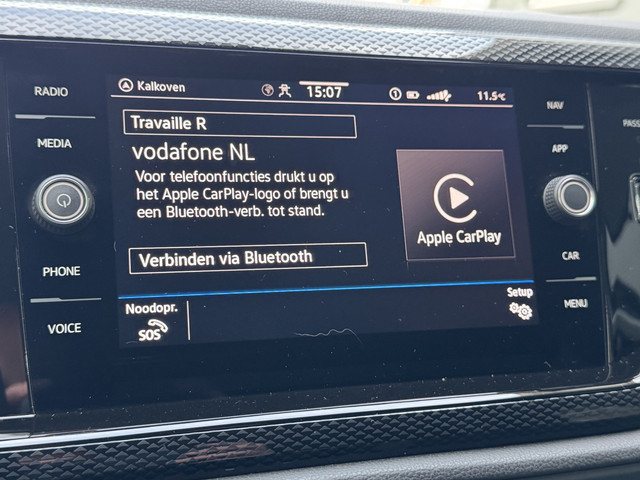 RADIO
MEDIA
PHONE
VOICE
Kalkoven
15:07
1
11.5°C
Travaille R
vodafone NL
Voor telefoonfuncties drukt u op
het Apple CarPlay-logo of brengt u
een Bluetooth-verb. tot stand.
Apple CarPlay
Verbinden via Bluetooth
Noodopr.
SOS
Setup
NAV
APP
CAR
MENU